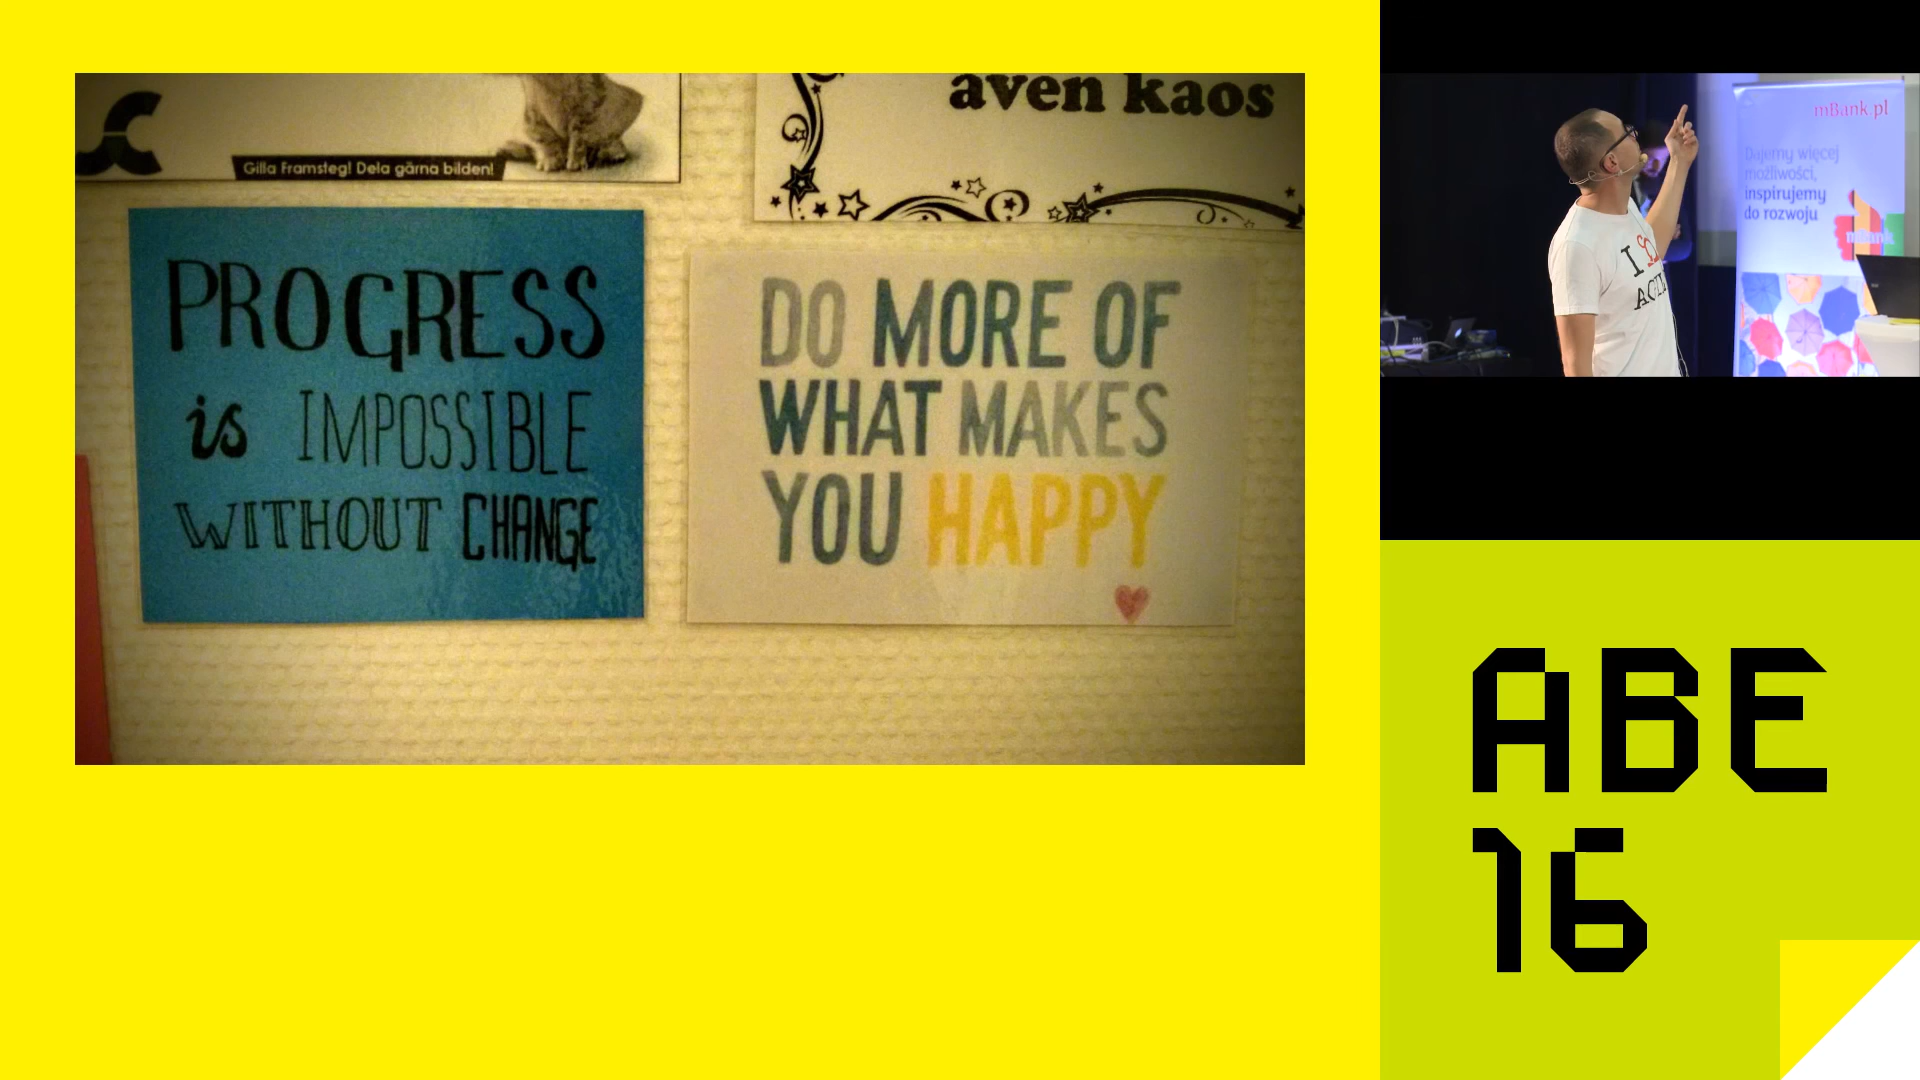 aven kaos
Gilla Framsteg! Dela gärna bilden!
PROGRESS
is IMPOSSIBLE
WITHOUT CHANGE
DO MORE OF
WHAT MAKES
YOU HAPPY
mBank.pl
Dajemy więcej
możliwości,
inspirujemy
do rozwoju
mBank
I
ABE
16